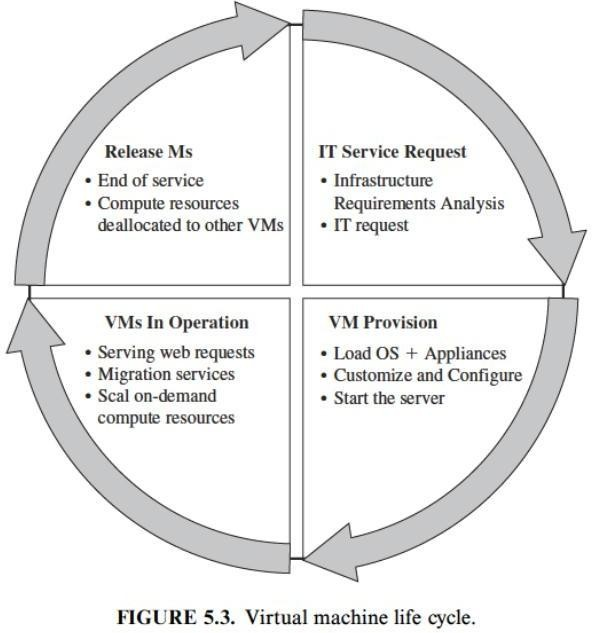 Release Ms
• End of service
• Compute resources
deallocated to other VMs
IT Service Request
• Infrastructure
Requirements Analysis
• IT request
VMs In Operation
• Serving web requests
• Migration services
• Scal on-demand
compute resources
VM Provision
• Load OS + Appliances
• Customize and Configure
• Start the server
FIGURE 5.3. Virtual machine life cycle.